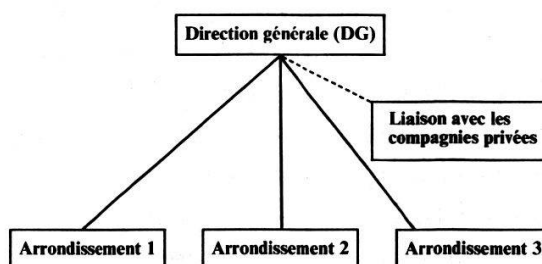 Direction générale (DG)
Liaison avec les
compagnies privées
Arrondissement 1
Arrondissement 2
Arrondissement 3